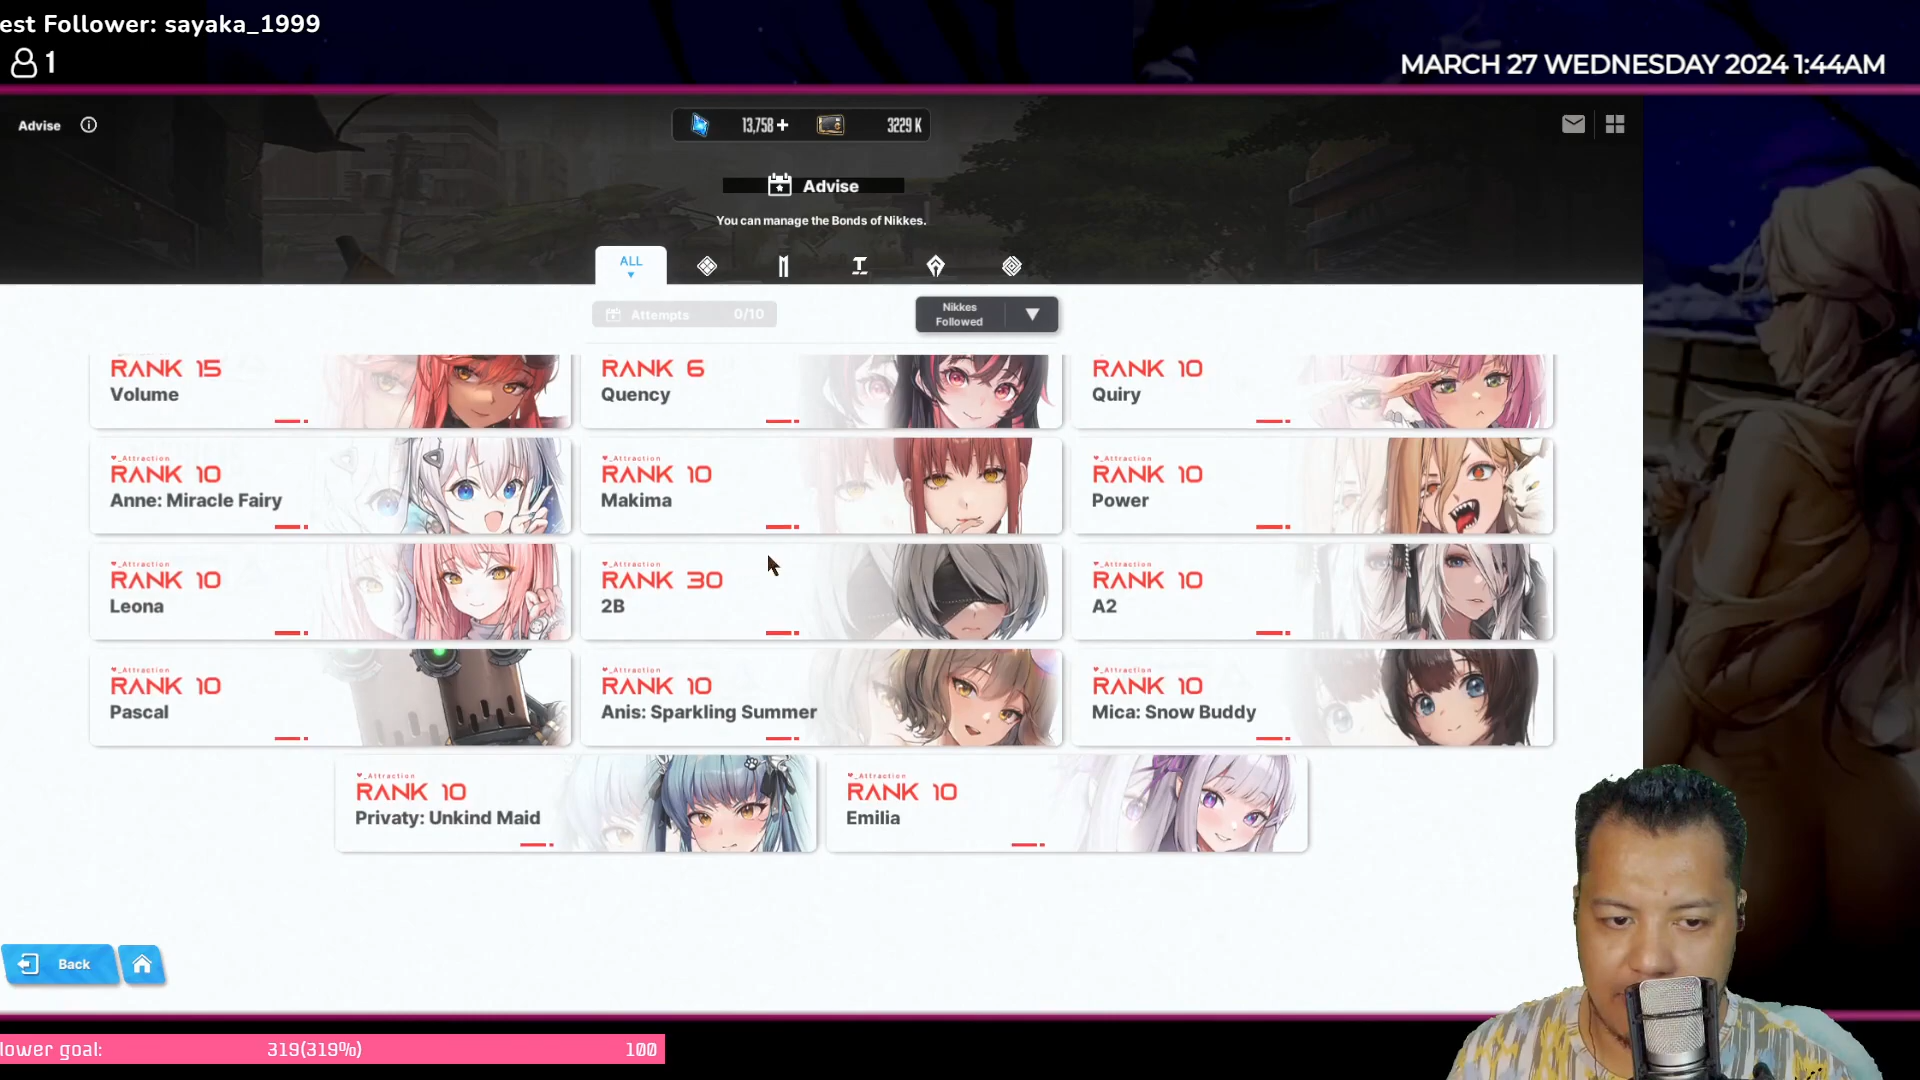 est Follower: sayaka_1999
1
MARCH 27 WEDNESDAY 2024 1:44AM
Advise
13,758 +
3229 K
Advise
You can manage the Bonds of Nikkes.
ALL
Attempts 0/10
Nikkes
Followed
RANK 15
Volume
RANK 6
Quency
RANK 10
Quiry
Attraction
RANK 10
Anne: Miracle Fairy
Attraction
RANK 10
Makima
Attraction
RANK 10
Power
Attraction
RANK 10
Leona
Attraction
RANK 30
2B
Attraction
RANK 10
A2
Attraction
RANK 10
Pascal
Attraction
RANK 10
Anis: Sparkling Summer
Attraction
RANK 10
Mica: Snow Buddy
Attraction
RANK 10
Privaty: Unkind Maid
Attraction
RANK 10
Emilia
Back
lower goal: 319(319%) 100